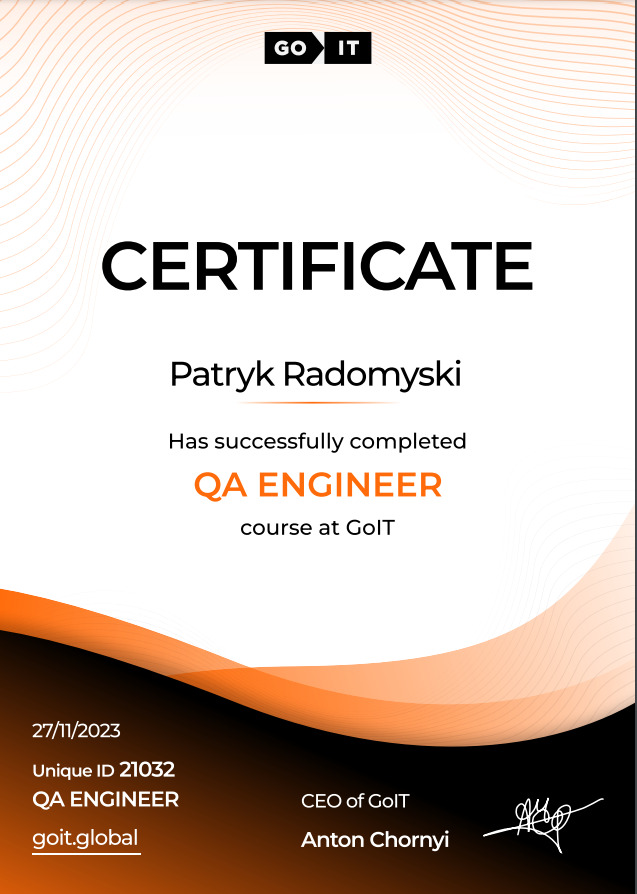 GO IT
CERTIFICATE
Patryk Radomyski
Has successfully completed
QA ENGINEER
course at GoIT
27/11/2023
Unique ID 21032
QA ENGINEER
goit.global
CEO of GoIT
Anton Chornyi